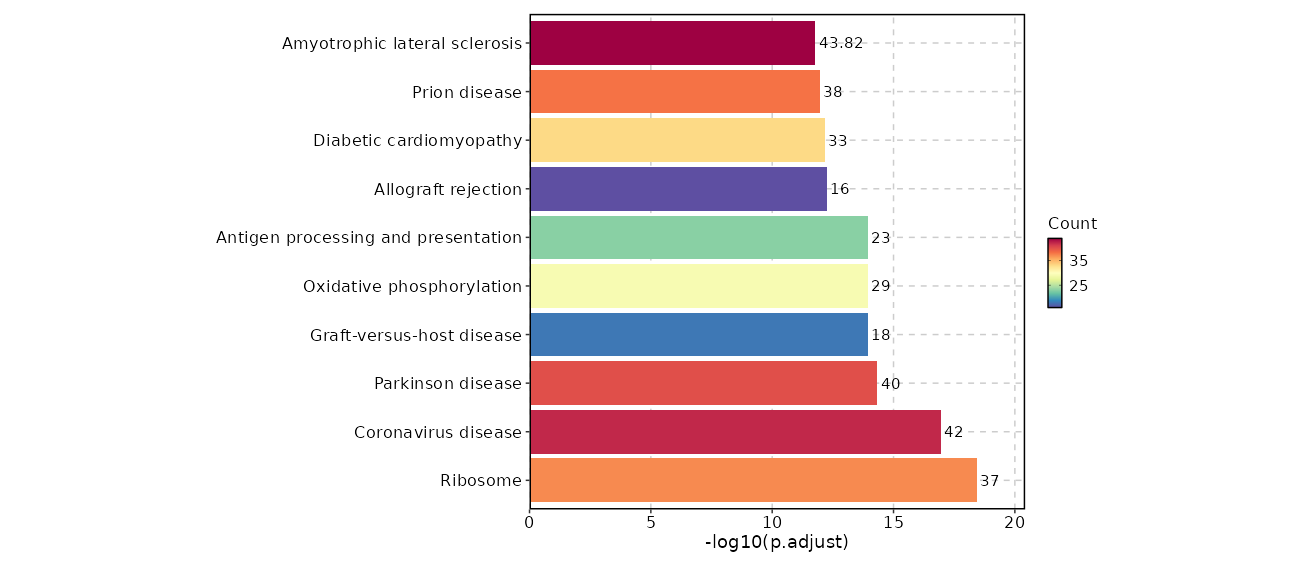 Amyotrophic lateral sclerosis 43.82
Prion disease 38
Diabetic cardiomyopathy 33
Allograft rejection 16
Antigen processing and presentation 23
Oxidative phosphorylation 29
Graft-versus-host disease 18
Parkinson disease 40
Coronavirus disease 42
Ribosome 37
0 5 10 15 20
-log10(p.adjust)
Count
35
25